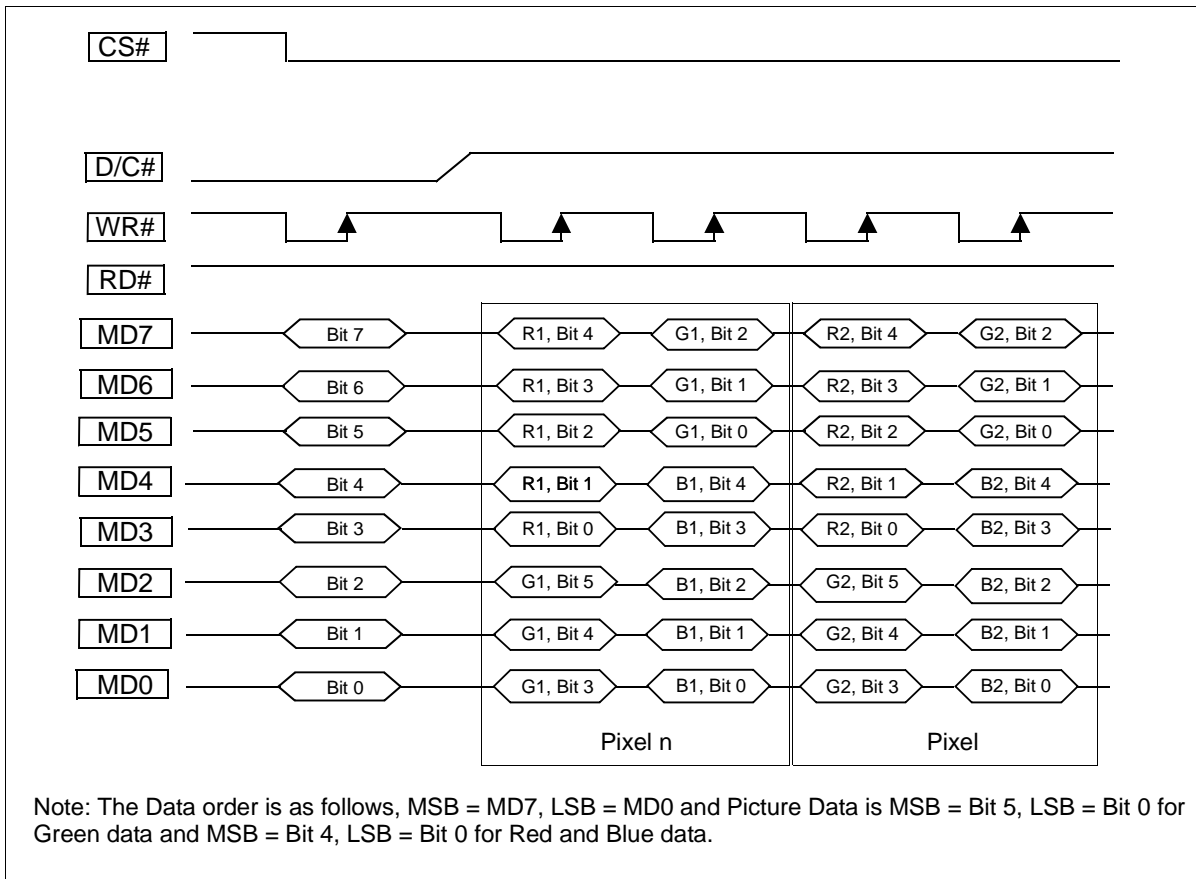 CS#
D/C#
WR#
RD#
MD7 Bit 7 R1, Bit 4 G1, Bit 2 R2, Bit 4 G2, Bit 2
MD6 Bit 6 R1, Bit 3 G1, Bit 1 R2, Bit 3 G2, Bit 1
MD5 Bit 5 R1, Bit 2 G1, Bit 0 R2, Bit 2 G2, Bit 0
MD4 Bit 4 R1, Bit 1 B1, Bit 4 R2, Bit 1 B2, Bit 4
MD3 Bit 3 R1, Bit 0 B1, Bit 3 R2, Bit 0 B2, Bit 3
MD2 Bit 2 G1, Bit 5 B1, Bit 2 G2, Bit 5 B2, Bit 2
MD1 Bit 1 G1, Bit 4 B1, Bit 1 G2, Bit 4 B2, Bit 1
MD0 Bit 0 G1, Bit 3 B1, Bit 0 G2, Bit 3 B2, Bit 0
Pixel n Pixel
Note: The Data order is as follows, MSB = MD7, LSB = MD0 and Picture Data is MSB = Bit 5, LSB = Bit 0 for
Green data and MSB = Bit 4, LSB = Bit 0 for Red and Blue data.